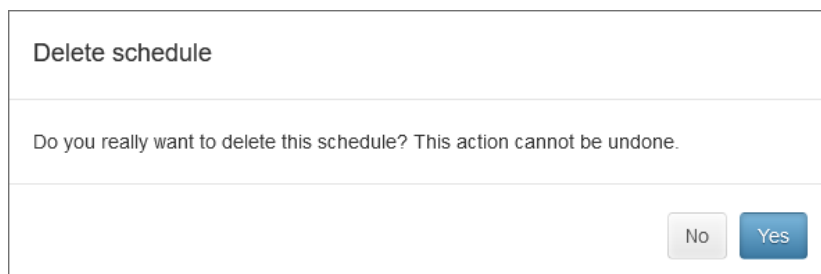 Delete schedule
Do you really want to delete this schedule? This action cannot be undone.
No
Yes